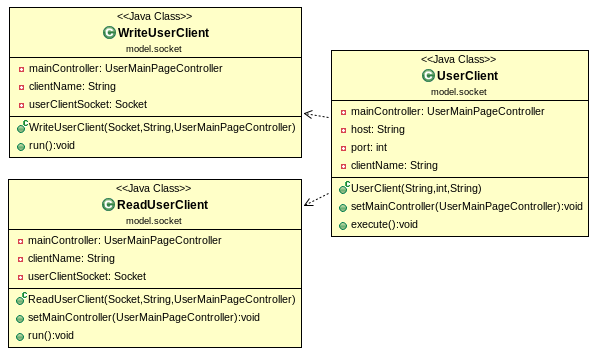 <<Java Class>>
WriteUserClient
model.socket
mainController: UserMainPageController
clientName: String
userClientSocket: Socket
WriteUserClient(Socket,String,UserMainPageController)
run():void
<<Java Class>>
ReadUserClient
model.socket
mainController: UserMainPageController
clientName: String
userClientSocket: Socket
ReadUserClient(Socket,String,UserMainPageController)
setMainController(UserMainPageController):void
run():void
<<Java Class>>
UserClient
model.socket
mainController: UserMainPageController
host: String
port: int
clientName: String
UserClient(String,int,String)
setMainController(UserMainPageController):void
execute():void